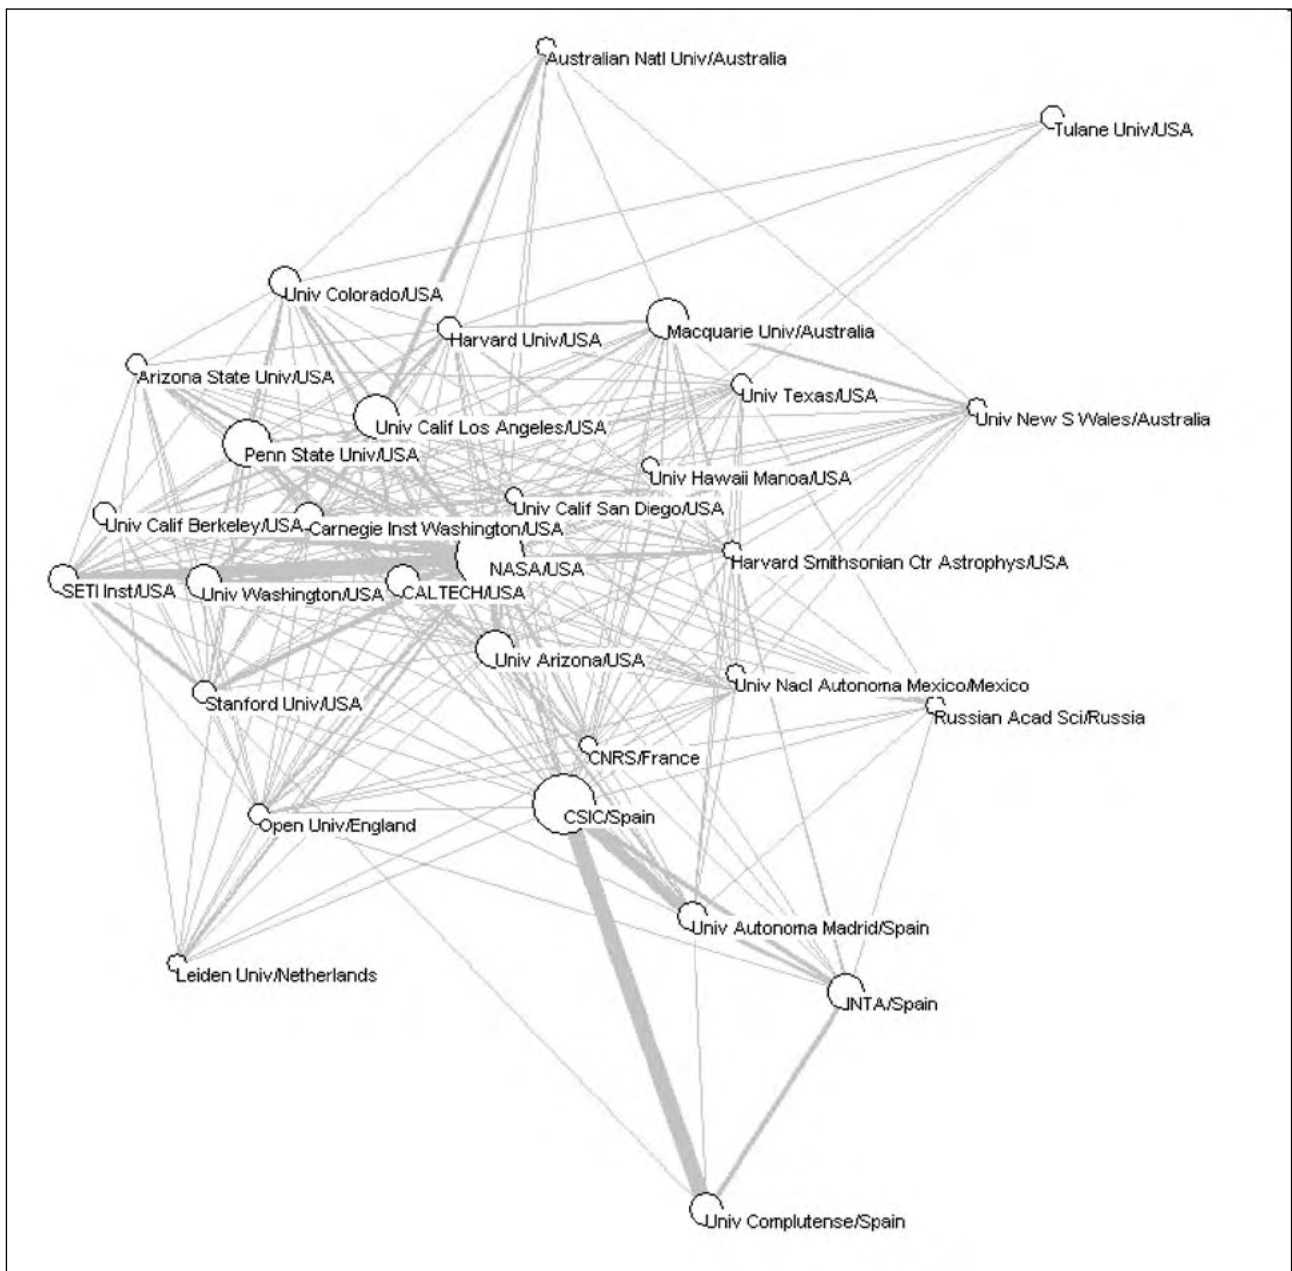 Australian Natl Univ/Australia
Tulane Univ/USA
Univ Colorado/USA
Harvard Univ/USA
Macquarie Univ/Australia
Arizona State Univ/USA
Univ Texas/USA
Univ New S Wales/Australia
Univ Calif Los Angeles/USA
Penn State Univ/USA
Univ Hawaii Manoa/USA
Univ Calif San Diego/USA
Univ Calif Berkeley/USA
Carnegie Inst Washington/USA
NASA/USA
Harvard Smithsonian Ctr Astrophys/USA
SETI Inst/USA
Univ Washington/USA
CALTECH/USA
Univ Arizona/USA
Univ Nacl Autonoma Mexico/Mexico
Stanford Univ/USA
Russian Acad Sci/Russia
CNRS/France
CSIC/Spain
Open Univ/England
Univ Autonoma Madrid/Spain
Leiden Univ/Netherlands
INTA/Spain
Univ Complutense/Spain